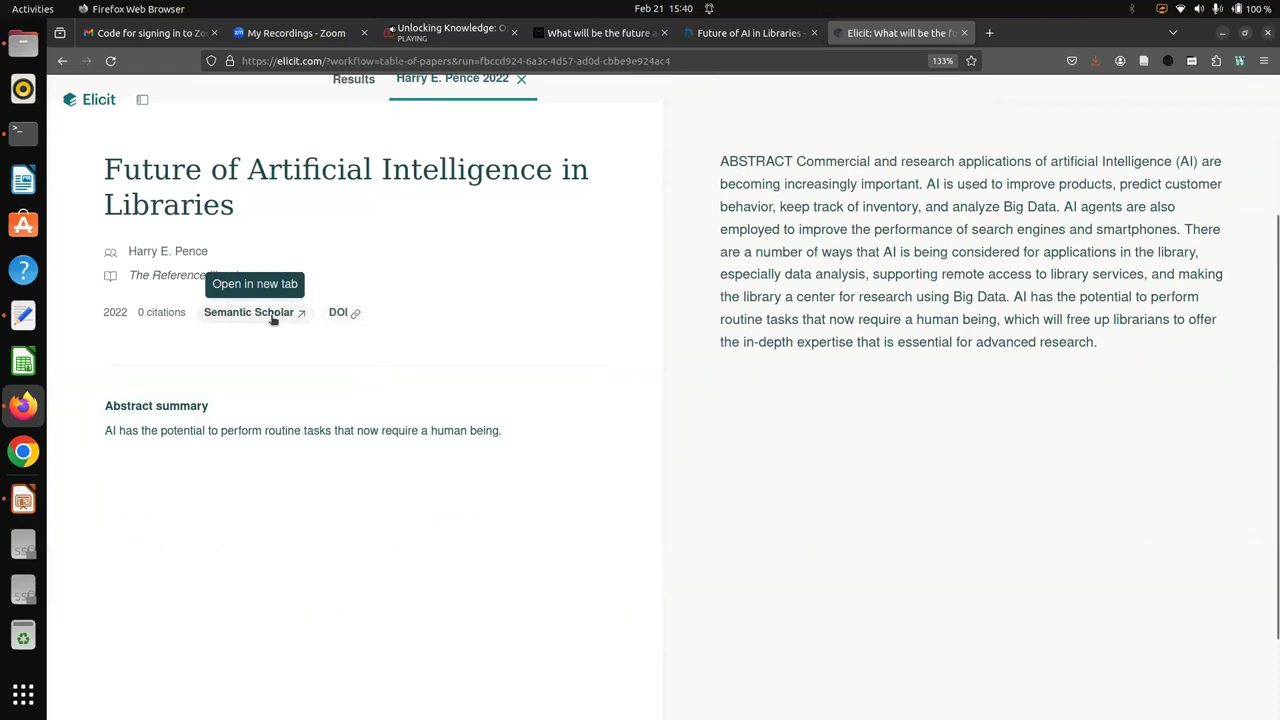 Activities
Firefox Web Browser
Feb 21 15:40
100 %
Code for signing in to Zo
My Recordings - Zoom
Unlocking Knowledge: O
PLAYING
What will be the future a
Future of AI in Libraries -
Elicit: What will be the fu
https://elicit.com/?workflow=table-of-papers&run=fbccd924-6a3c-4d57-ad0d-cbbe9e924ac4
133%
Results
Harry E. Pence 2022
Elicit
Future of Artificial Intelligence in
Libraries
Harry E. Pence
The Reference
Open in new tab
2022
0 citations
Semantic Scholar
DOI
Abstract summary
AI has the potential to perform routine tasks that now require a human being.
ABSTRACT Commercial and research applications of artificial Intelligence (AI) are
becoming increasingly important. AI is used to improve products, predict customer
behavior, keep track of inventory, and analyze Big Data. AI agents are also
employed to improve the performance of search engines and smartphones. There
are a number of ways that AI is being considered for applications in the library,
especially data analysis, supporting remote access to library services, and making
the library a center for research using Big Data. AI has the potential to perform
routine tasks that now require a human being, which will free up librarians to offer
the in-depth expertise that is essential for advanced research.